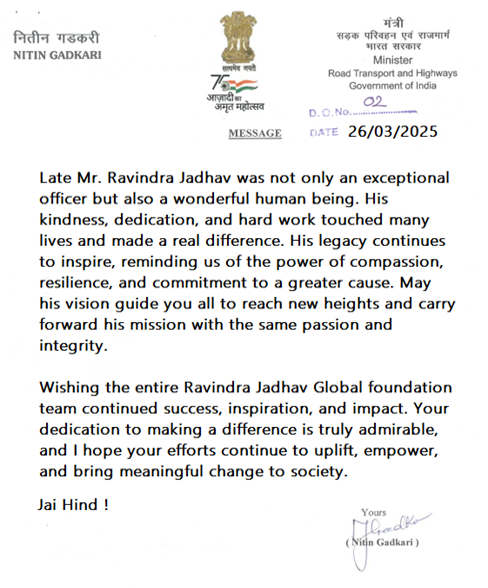 नितीन गडकरी
NITIN GADKARI
सत्यमेव जयते
75
आज़ादी का
अमृत महोत्सव
मंत्री
सड़क परिवहन एवं राजमार्ग
भारत सरकार
Minister
Road Transport and Highways
Government of India
D.O.No. 02
DATE 26/03/2025
MESSAGE
Late Mr. Ravindra Jadhav was not only an exceptional
officer but also a wonderful human being. His
kindness, dedication, and hard work touched many
lives and made a real difference. His legacy continues
to inspire, reminding us of the power of compassion,
resilience, and commitment to a greater cause. May
his vision guide you all to reach new heights and carry
forward his mission with the same passion and
integrity.
Wishing the entire Ravindra Jadhav Global foundation
team continued success, inspiration, and impact. Your
dedication to making a difference is truly admirable,
and I hope your efforts continue to uplift, empower,
and bring meaningful change to society.
Jai Hind !
Yours
( Nitin Gadkari )